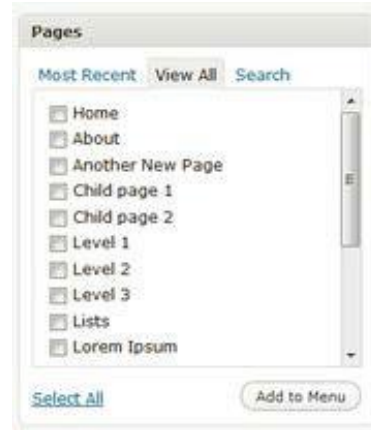 Pages
Most Recent View All Search
Home
About
Another New Page
Child page 1
Child page 2
Level 1
Level 2
Level 3
Lists
Lorem Ipsum
Select All Add to Menu